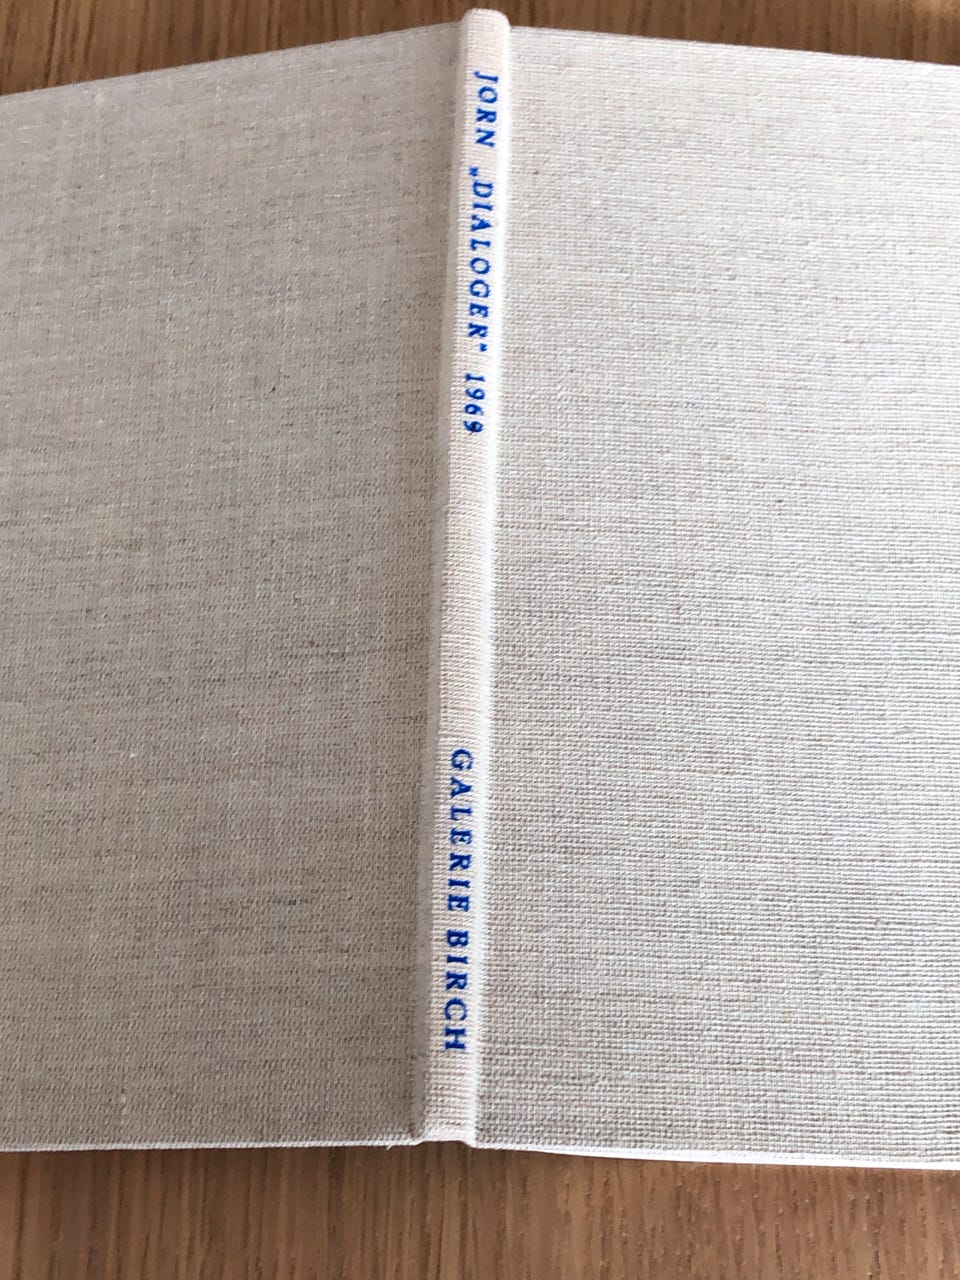 JORN „DIALOGER“ 1969
GALERIE BIRCH